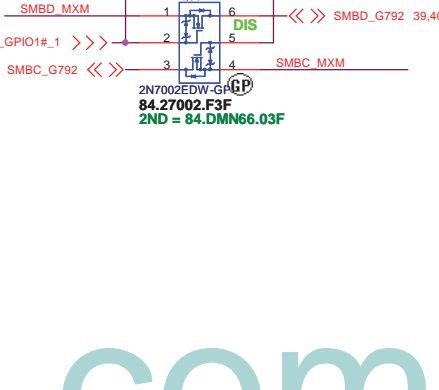 SMBD_MXM 1 6 SMBD_G792 39,40
DIS
_GPIO1#_1 2 5
SMBC_G792 3 4 SMBC_MXM
2N7002EDW-GP GP
84.27002.F3F
2ND = 84.DMN66.03F
com